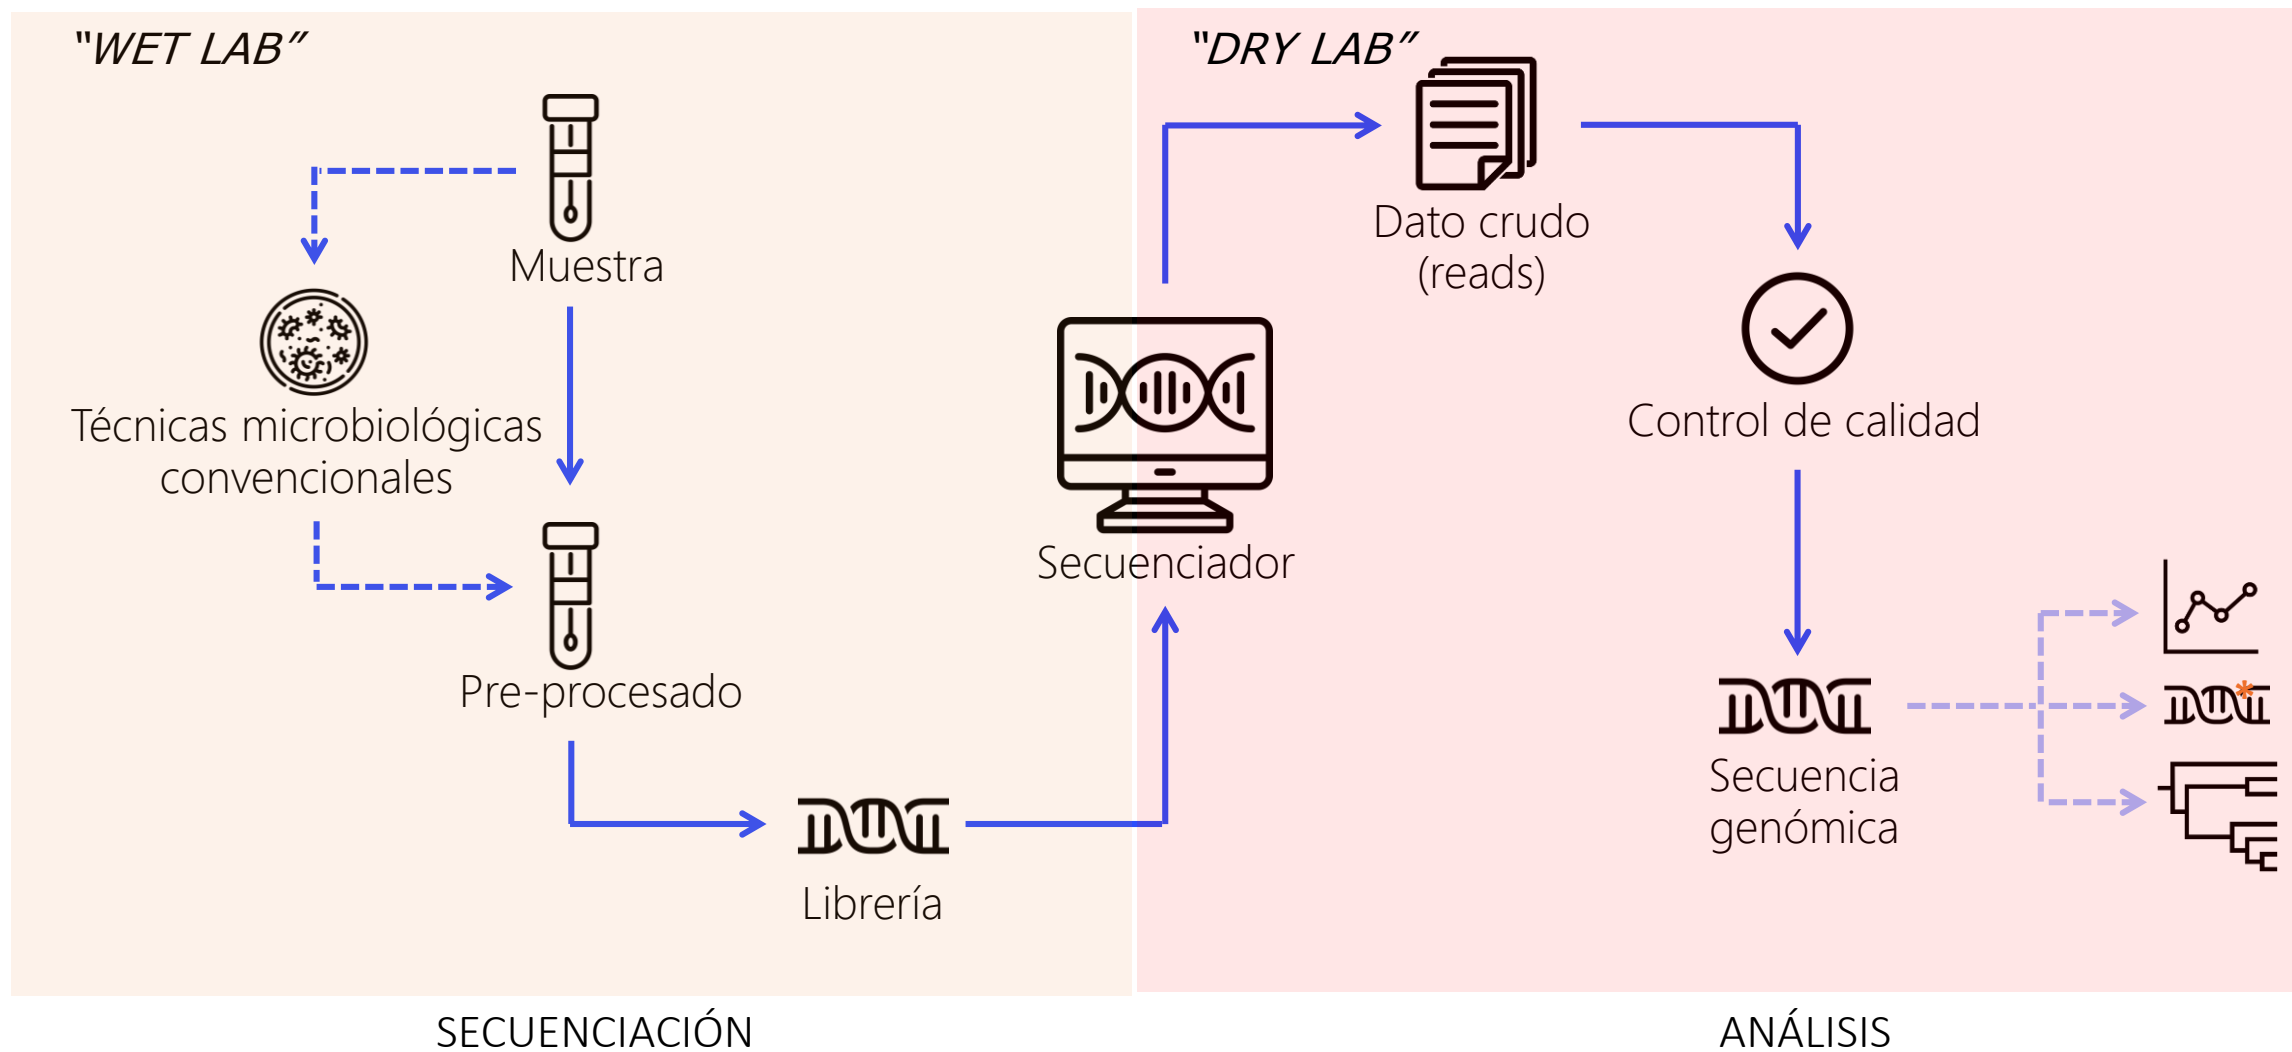 “WET LAB”
Muestra
Técnicas microbiológicas
convencionales
Pre-procesado
Librería
Secuenciador
“DRY LAB”
Dato crudo
(reads)
Control de calidad
Secuencia
genómica
SECUENCIACIÓN
ANÁLISIS